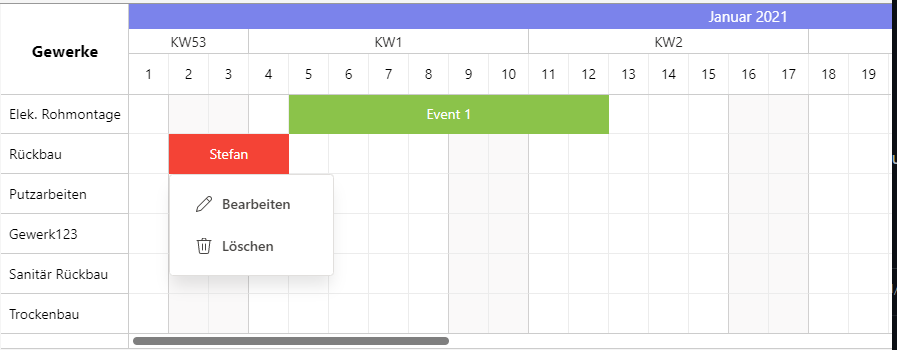 Januar 2021
Gewerke
KW53 KW1 KW2
1 2 3 4 5 6 7 8 9 10 11 12 13 14 15 16 17 18 19
Elek. Rohmontage Event 1
Rückbau Stefan
Putzarbeiten
Bearbeiten
Gewerk123
Löschen
Sanitär Rückbau
Trockenbau